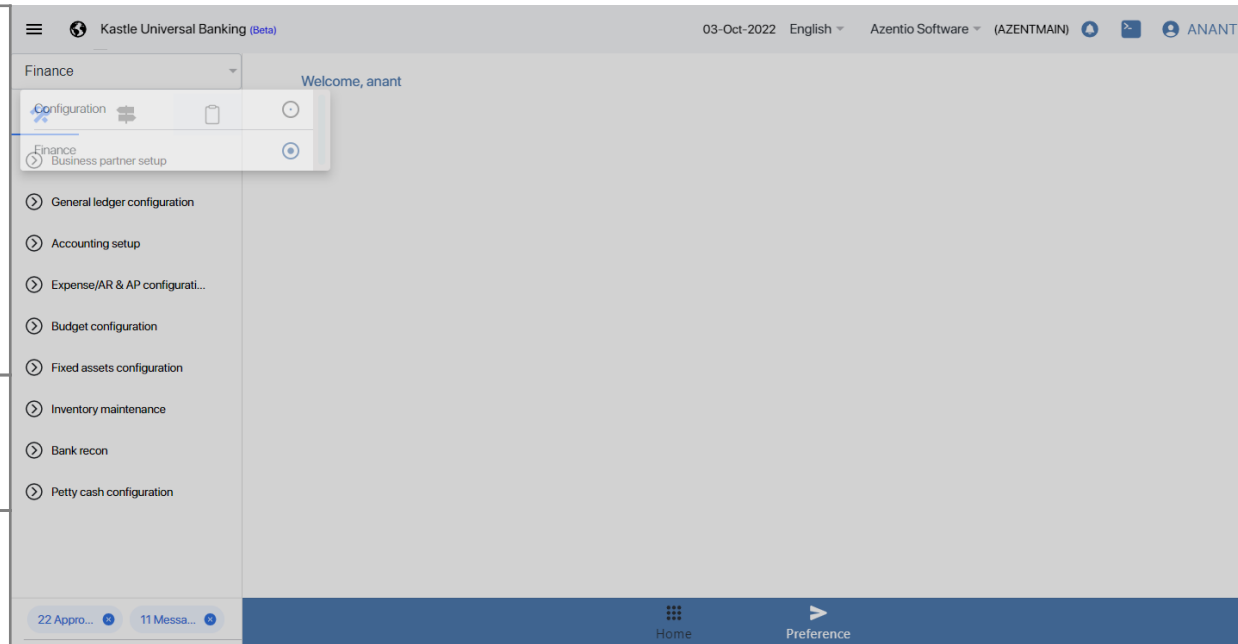 Kastle Universal Banking (Beta)
03-Oct-2022 English Azentio Software (AZENTMAIN) ANANT
Finance
Welcome, anant
Configuration
Finance
Business partner setup
General ledger configuration
Accounting setup
Expense/AR & AP configurati...
Budget configuration
Fixed assets configuration
Inventory maintenance
Bank recon
Petty cash configuration
22 Appro... 11 Messa...
Home Preference